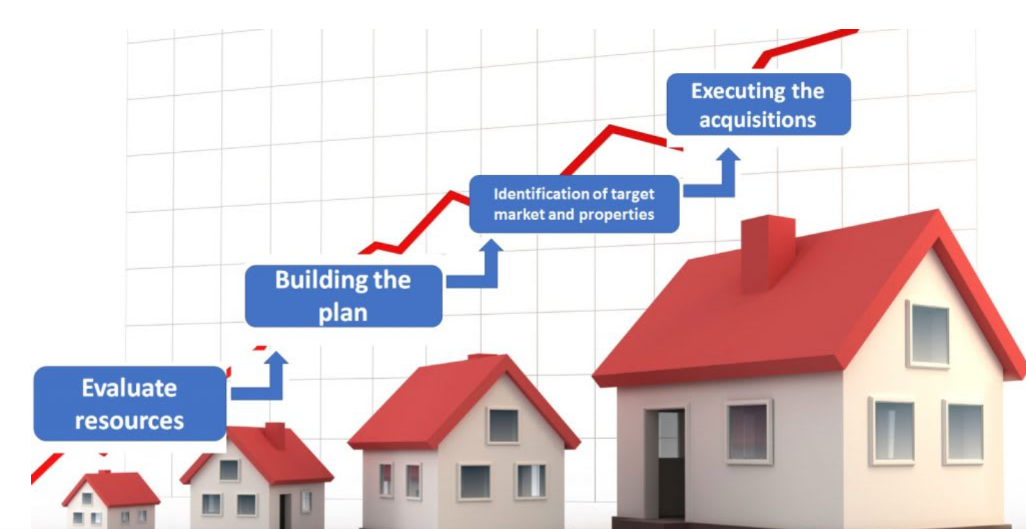 Executing the
acquisitions
Identification of target
market and properties
Building the
plan
Evaluate
resources